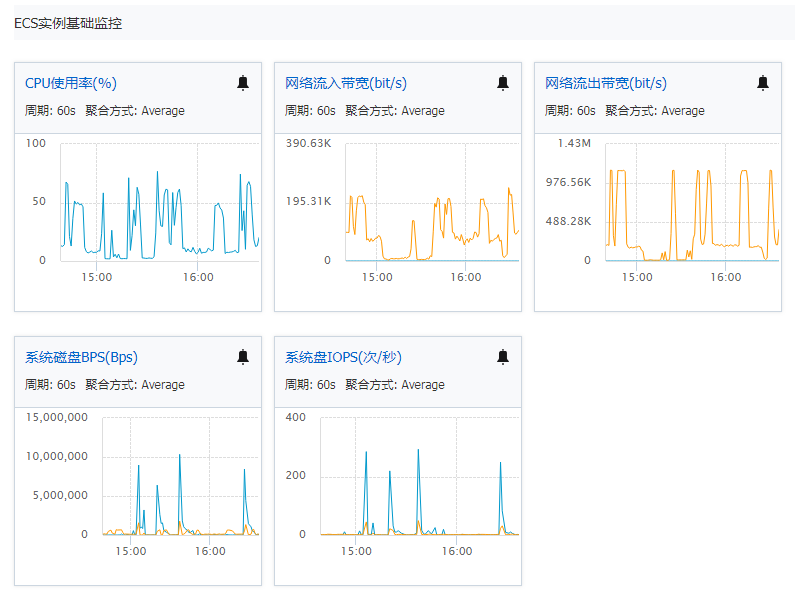 ECS实例基础监控
CPU使用率(%)
周期: 60s 聚合方式: Average
100
50
0
15:00 16:00
网络流入带宽(bit/s)
周期: 60s 聚合方式: Average
390.63K
195.31K
0
15:00 16:00
网络流出带宽(bit/s)
周期: 60s 聚合方式: Average
1.43M
976.56K
488.28K
0
15:00 16:00
系统磁盘BPS(Bps)
周期: 60s 聚合方式: Average
15,000,000
10,000,000
5,000,000
0
15:00 16:00
系统盘IOPS(次/秒)
周期: 60s 聚合方式: Average
400
200
0
15:00 16:00